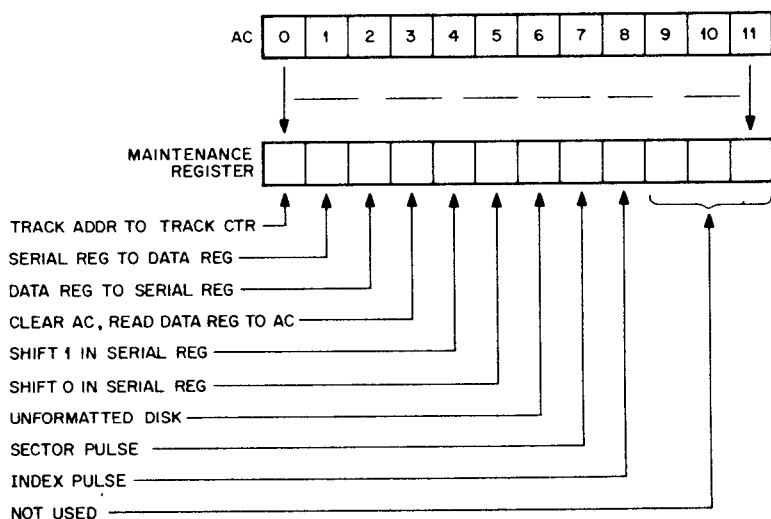 AC 0 1 2 3 4 5 6 7 8 9 10 11
MAINTENANCE
REGISTER
TRACK ADDR TO TRACK CTR
SERIAL REG TO DATA REG
DATA REG TO SERIAL REG
CLEAR AC, READ DATA REG TO AC
SHIFT 1 IN SERIAL REG
SHIFT 0 IN SERIAL REG
UNFORMATTED DISK
SECTOR PULSE
INDEX PULSE
NOT USED